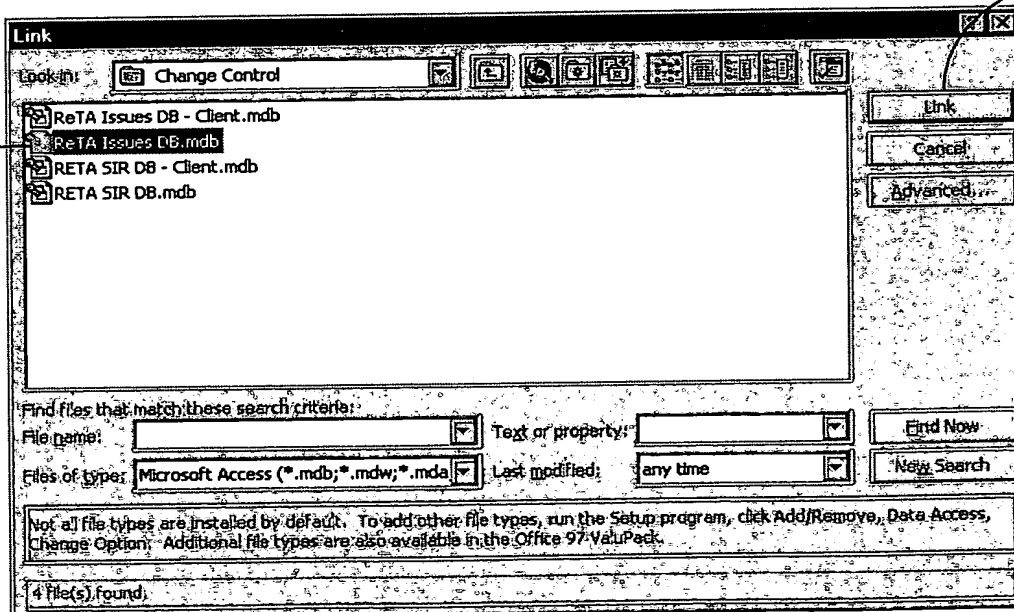 Link
Look in: Change Control
ReTA Issues DB - Client.mdb
ReTA Issues DB.mdb
RETA SIR DB - Client.mdb
RETA SIR DB.mdb
Link
Cancel
Advanced...
Find files that match these search criteria:
File name: Text or property: Find Now
Files of type: Microsoft Access (*.mdb;*.mdw;*.mda Last modified: any time New Search
Not all file types are installed by default. To add other file types, run the Setup program, click Add/Remove, Data Access,
Change Option. Additional file types are also available in the Office 97 ValuPack.
4 file(s) found.